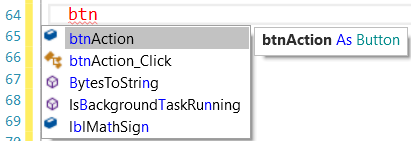 64 btn
65 btnAction btnAction As Button
66 btnAction_Click
67 BytesToString
68 IsBackgroundTaskRunning
69 lblMathSign